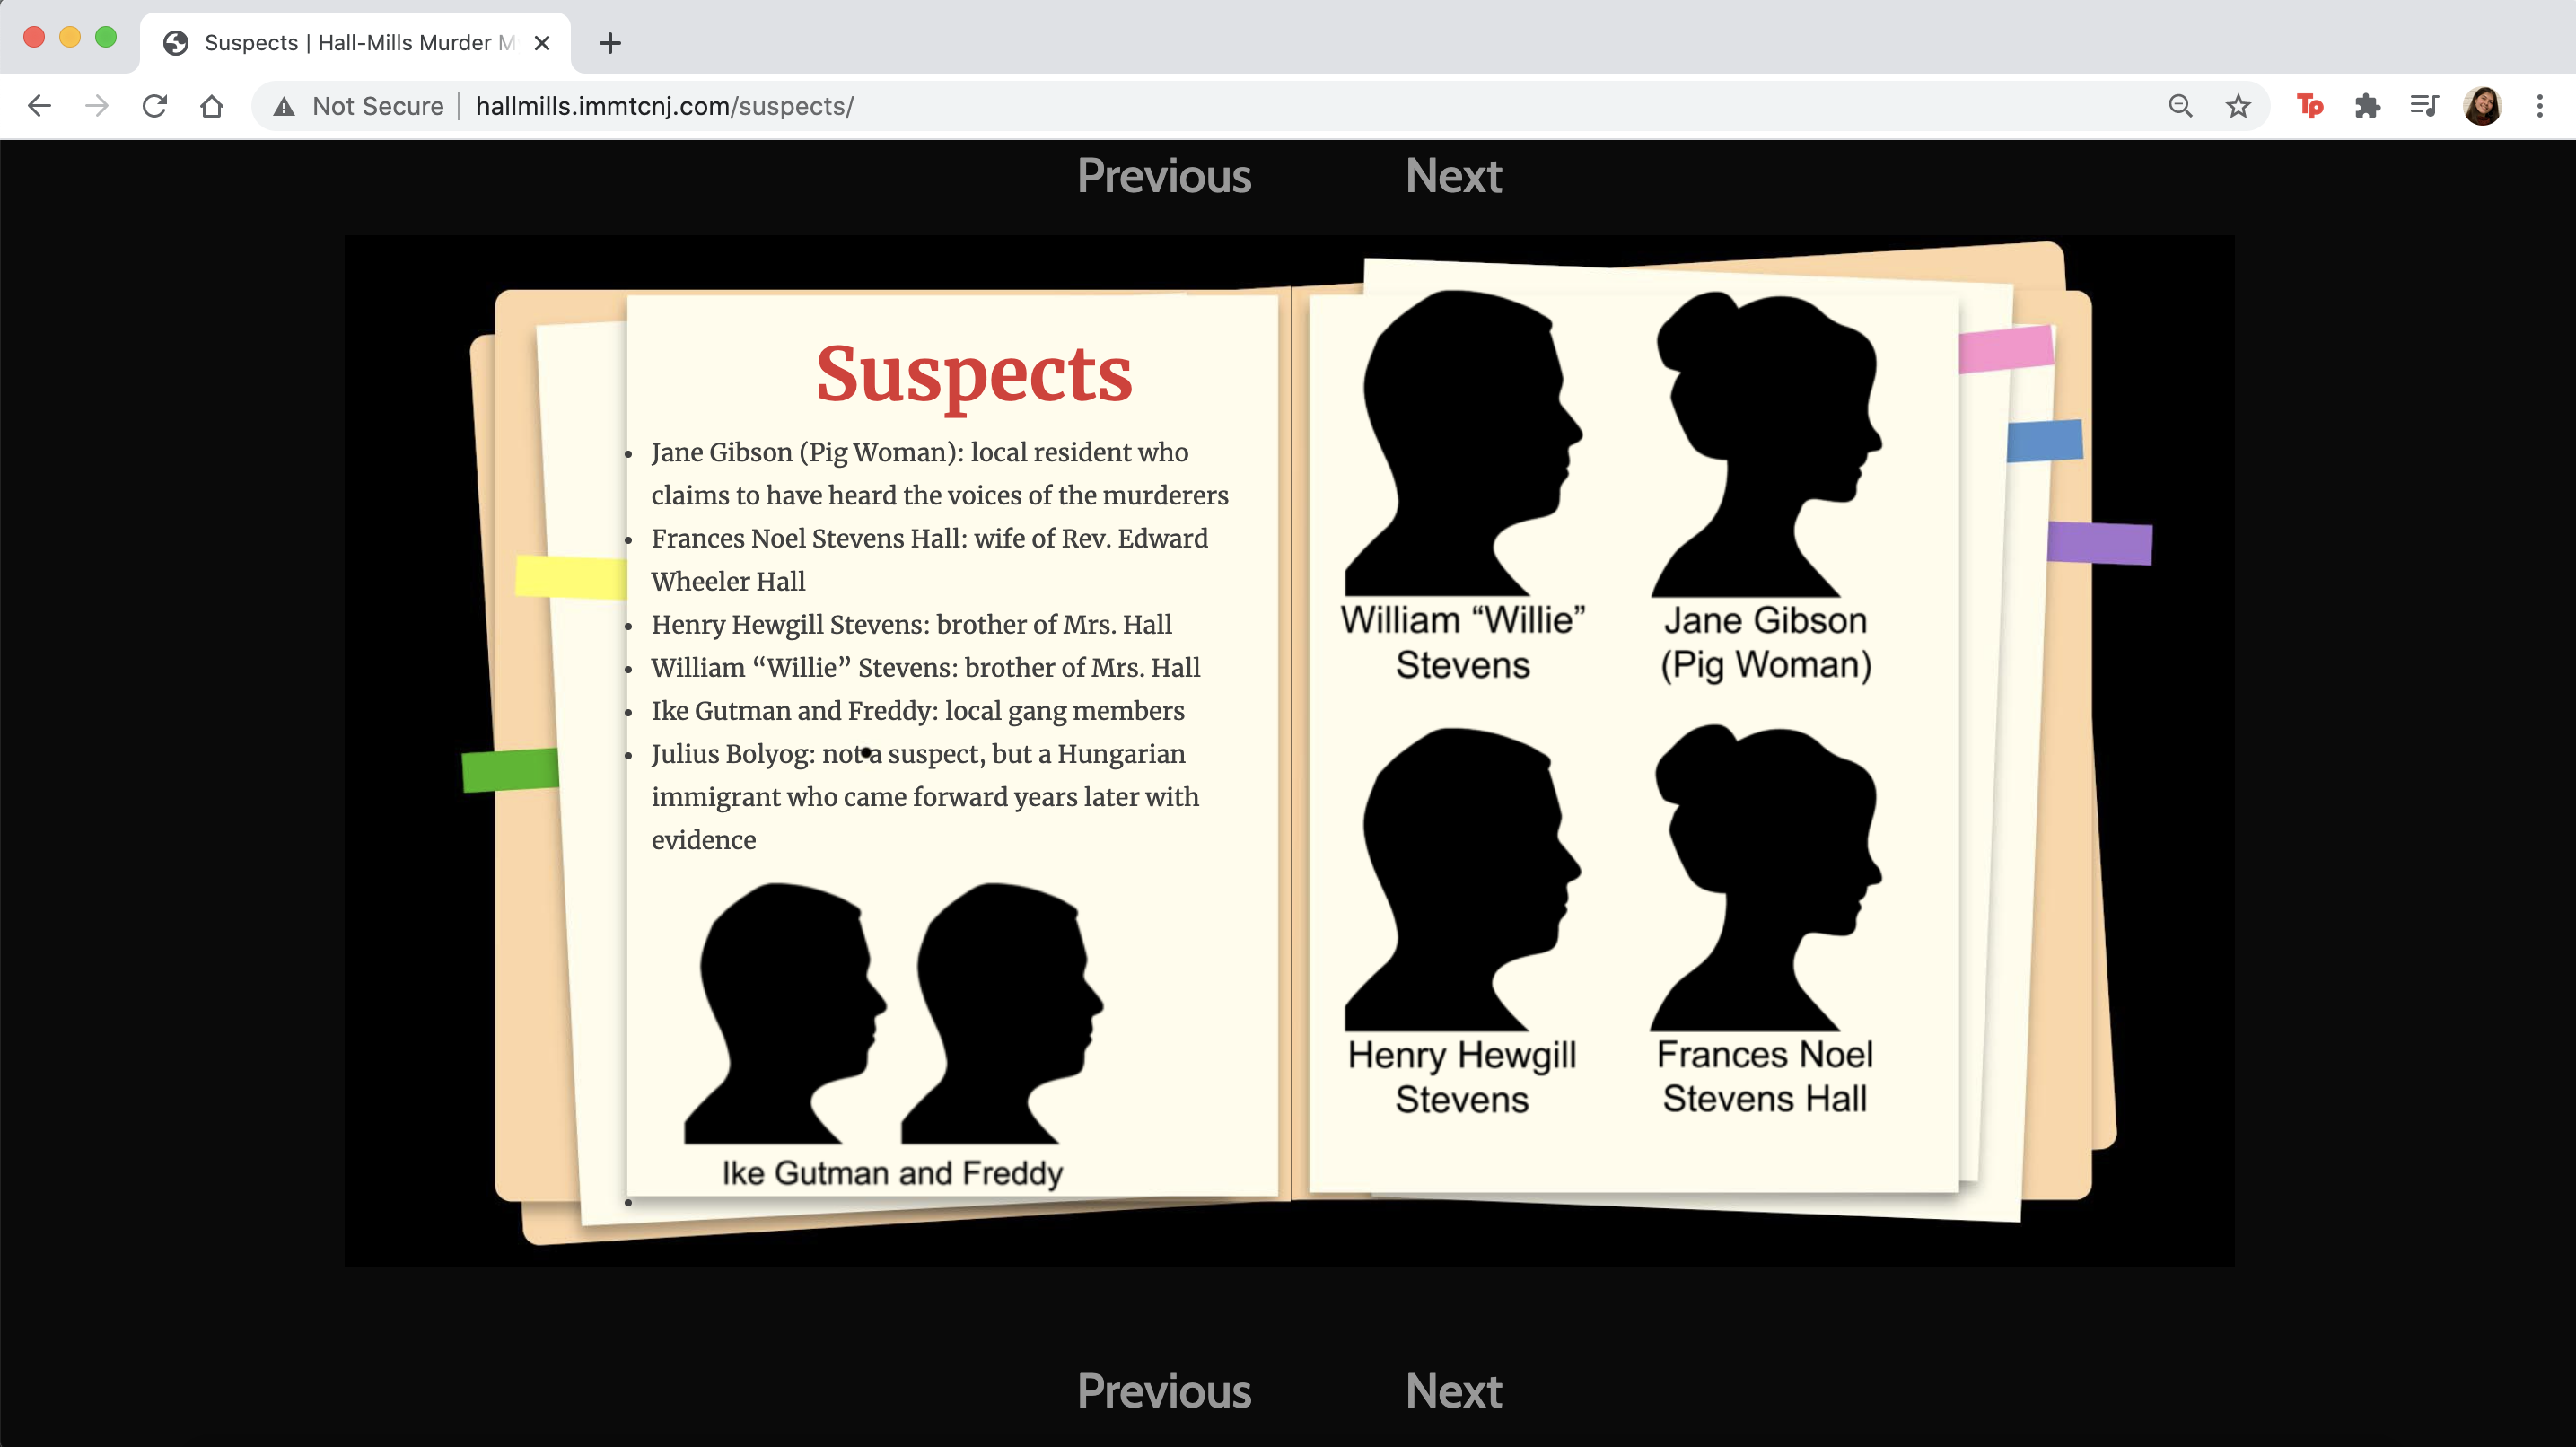 Suspects | Hall-Mills Murder M
Not Secure
hallmills.immtcnj.com/suspects/
Tp
Previous
Next
Suspects
• Jane Gibson (Pig Woman): local resident who
claims to have heard the voices of the murderers
• Frances Noel Stevens Hall: wife of Rev. Edward
Wheeler Hall
• Henry Hewgill Stevens: brother of Mrs. Hall
• William “Willie” Stevens: brother of Mrs. Hall
• Ike Gutman and Freddy: local gang members
• Julius Bolyog: not a suspect, but a Hungarian
immigrant who came forward years later with
evidence
Ike Gutman and Freddy
William “Willie”
Stevens
Jane Gibson
(Pig Woman)
Henry Hewgill
Stevens
Frances Noel
Stevens Hall
Previous
Next